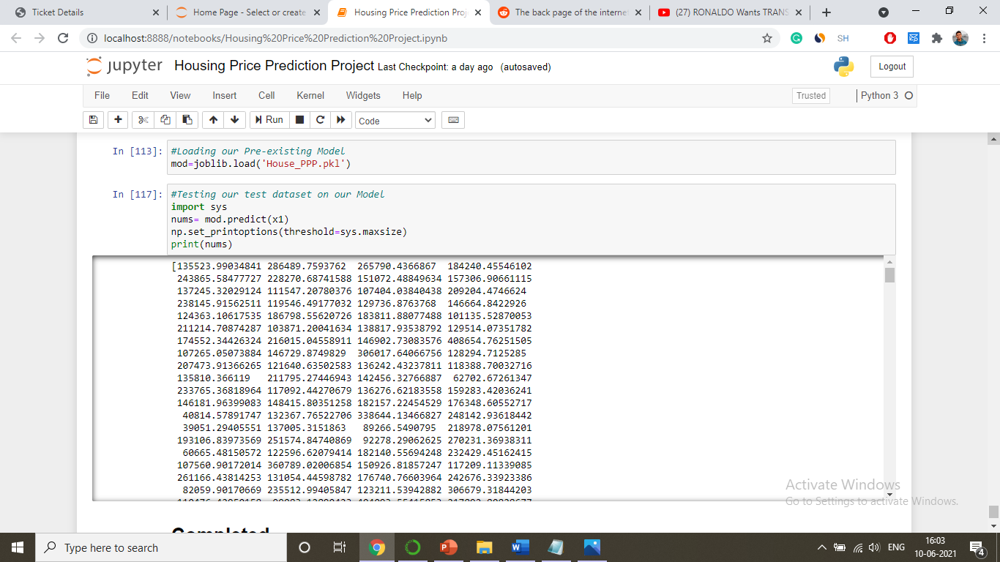 Ticket Details
Home Page - Select or create
Housing Price Prediction Proj
The back page of the internet
(27) RONALDO Wants TRANS
localhost:8888/notebooks/Housing%20Price%20Prediction%20Project.ipynb
SH
jupyter Housing Price Prediction Project Last Checkpoint: a day ago (autosaved)
Logout
File Edit View Insert Cell Kernel Widgets Help
Trusted
Python 3
Run
Code
In [113]:
#Loading our Pre-existing Model
mod=joblib.load('House_PPP.pkl')
In [117]:
#Testing our test dataset on our Model
import sys
nums= mod.predict(x1)
np.set_printoptions(threshold=sys.maxsize)
print(nums)
[135523.99034841 286489.7593762 265790.4366867 184240.45546102
243865.58477727 228270.68741588 151072.48849634 157306.90661115
137245.32029124 111547.20780376 107404.03840438 209204.4746624
238145.91562511 119546.49177032 129736.8763768 146664.8422926
124363.10617535 186798.55620726 183811.88077488 101135.52870053
211214.70874287 103871.20041634 138817.93538792 129514.07351782
174552.34426324 216015.04558911 146902.73083576 408654.76251505
107265.05073884 146729.8749829 306017.64066756 128294.7125285
207473.91366265 121640.63502583 136242.43237811 118388.70032716
135810.366119 211795.27446943 142456.32766887 62702.67261347
233765.36818964 117092.44270679 136276.62183558 159283.42036241
146181.96399083 148415.80351258 182157.22454529 176348.60552717
40814.57891747 132367.76522706 338644.13466827 248142.93618442
39051.29405551 137005.3151863 89266.5490795 218978.07561201
193106.83973569 251574.84740869 92278.29062625 270231.36938311
60665.48150572 122596.62079414 182140.55694248 232429.45162415
107560.90172014 360789.02006854 150926.81857247 117209.11339085
261166.43814253 131054.44598782 176740.76603964 242676.33923386
82059.90170669 235512.99405847 123211.53942882 306679.31844203
Completed
Activate Windows
Go to Settings to activate Windows.
Type here to search
ENG
16:03
10-06-2021
4